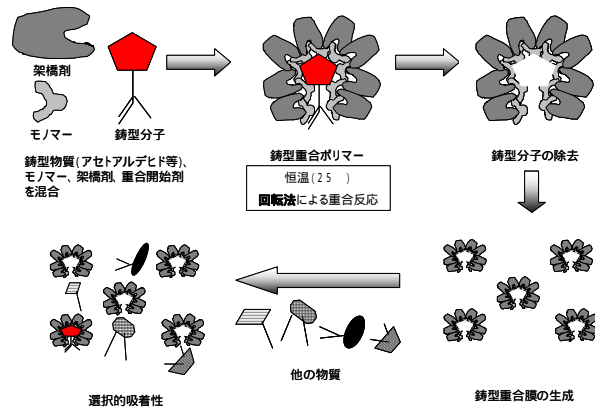 架橋剤
モノマー
鋳型分子
鋳型物質(アセトアルデヒド等)、
モノマー、架橋剤、重合開始剤
を混合
鋳型重合ポリマー
恒温(25　)
回転法による重合反応
鋳型分子の除去
鋳型重合膜の生成
他の物質
選択的吸着性